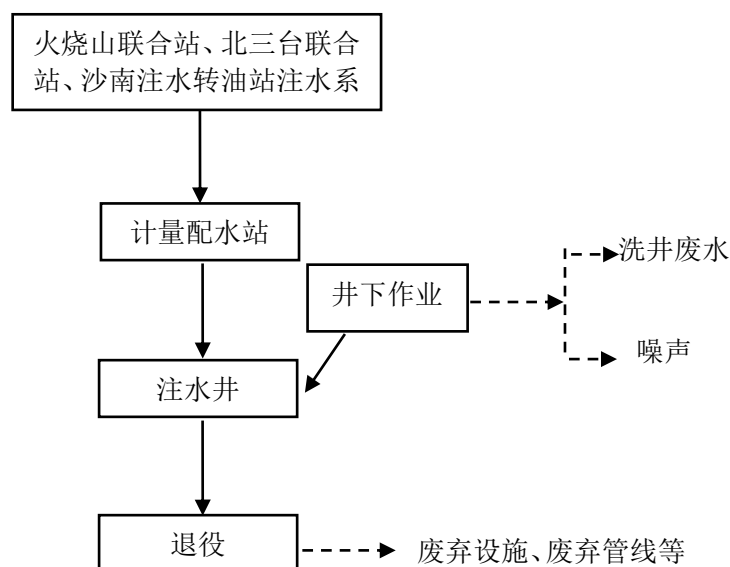 火烧山联合站、北三台联合
站、沙南注水转油站注水系
计量配水站
井下作业
洗井废水
噪声
注水井
退役
废弃设施、废弃管线等